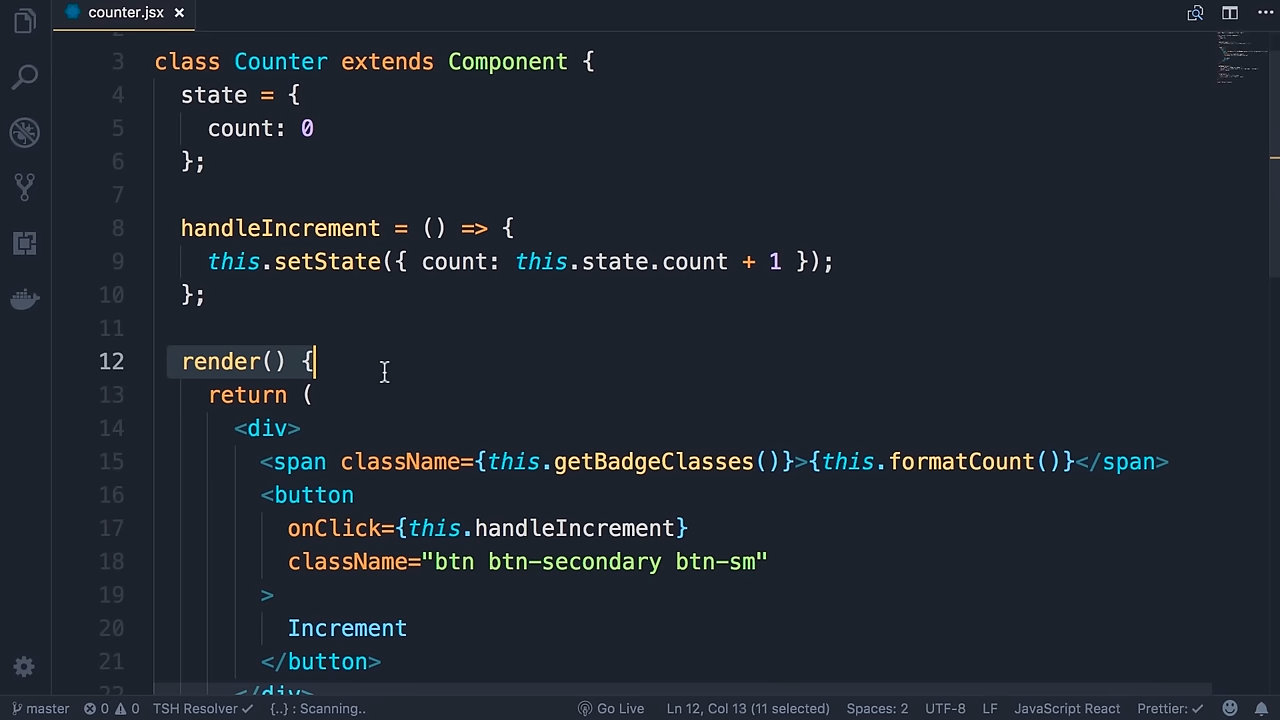 counter.jsx ×
2
3 class Counter extends Component {
4 state = {
5 count: 0
6 };
7
8 handleIncrement = () => {
9 this.setState({ count: this.state.count + 1 });
10 };
11
12 render() {
13 return (
14 <div>
15 <span className={this.getBadgeClasses()}>{this.formatCount()}</span>
16 <button
17 onClick={this.handleIncrement}
18 className="btn btn-secondary btn-sm"
19 >
20 Increment
21 </button>
22 </div>
master 0 0 TSH Resolver ✓ {..} : Scanning.. Go Live Ln 12, Col 13 (11 selected) Spaces: 2 UTF-8 LF JavaScript React Prettier: ✓